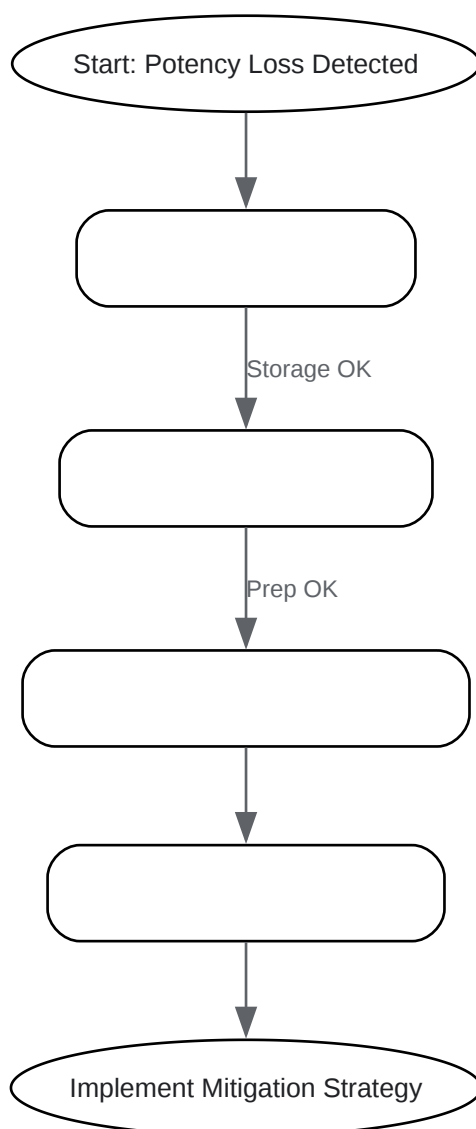 Start: Potency Loss Detected
Storage OK
Prep OK
Implement Mitigation Strategy